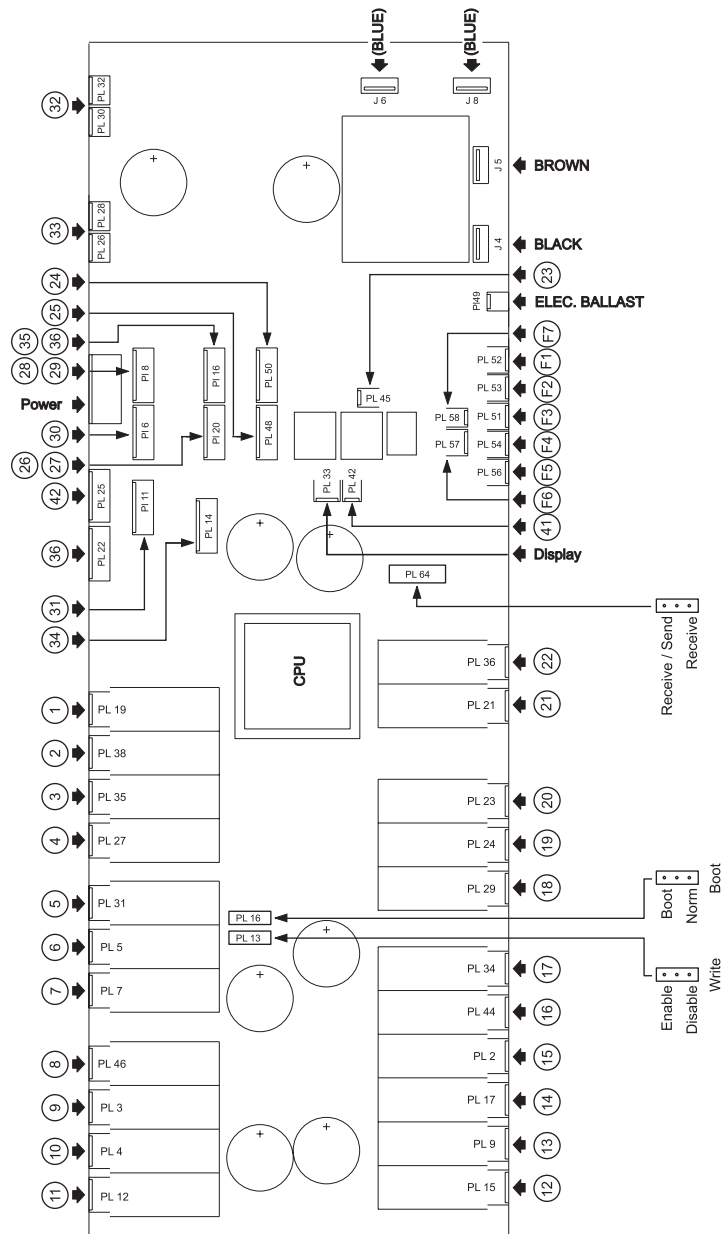 (BLUE)
(BLUE)
J 6
J 8
32
PL 32
PL 30
+
+
J 5
BROWN
33
PL 28
PL 26
J 4
BLACK
24
23
25
PI49
ELEC. BALLAST
35
36
F7
28
29
PI 8
PI 16
PL 50
PL 52
F1
PL 45
PL 53
F2
Power
PL 58
PL 51
F3
30
PI 6
PI 20
PL 48
PL 57
PL 54
F4
26
27
PL 56
F5
42
PL 25
PI 11
PL 33
PL 42
F6
PL 14
+
+
41
36
PL 22
Display
PL 64
31
34
Receive / Send
Receive
CPU
PL 36
22
1
PL 19
PL 21
21
2
PL 38
3
PL 35
PL 23
20
4
PL 27
PL 24
19
PL 29
18
5
PL 31
PL 16
Boot
Norm
Boot
6
PL 5
PL 13
+
7
PL 7
+
PL 34
17
Enable
Disable
Write
PL 44
16
8
PL 46
PL 2
15
9
PL 3
PL 17
14
10
PL 4
+
+
PL 9
13
11
PL 12
PL 15
12